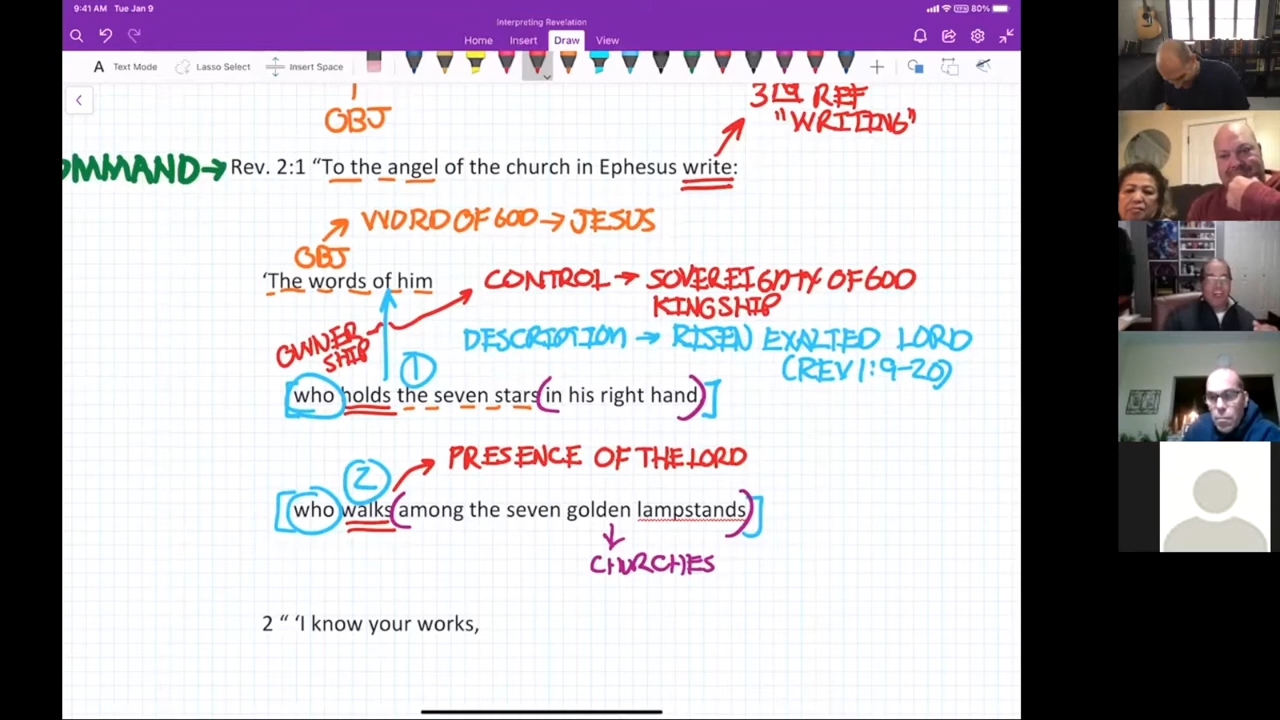 9:41 AM Tue Jan 9
80%
Interpreting Revelation
Home Insert Draw View
A Text Mode Lasso Select Insert Space
OBJ
3RD REF
"WRITING"
OMMAND → Rev. 2:1 “To the angel of the church in Ephesus write:
WORD OF GOD → JESUS
OBJ
‘The words of him
CONTROL → SOVEREIGNTY OF GOD
KINGSHIP
OWNER
SHIP
DESCRIPTION → RISEN EXALTED LORD
(REV 1:9-20)
1
who holds the seven stars (in his right hand)
PRESENCE OF THE LORD
2
who walks (among the seven golden lampstands)
CHURCHES
2 “ ‘I know your works,